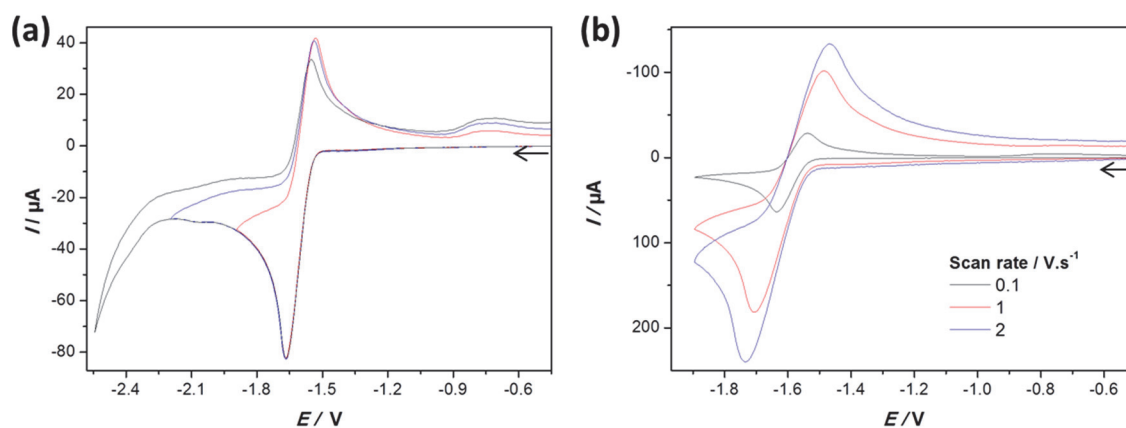 (a)
40
20
0
-20
-40
-60
-80
I / µA
-2.4 -2.1 -1.8 -1.5 -1.2 -0.9 -0.6
E / V
(b)
-100
0
100
200
I / µA
Scan rate / V.s⁻¹
0.1
1
2
-1.8 -1.6 -1.4 -1.2 -1.0 -0.8 -0.6
E / V